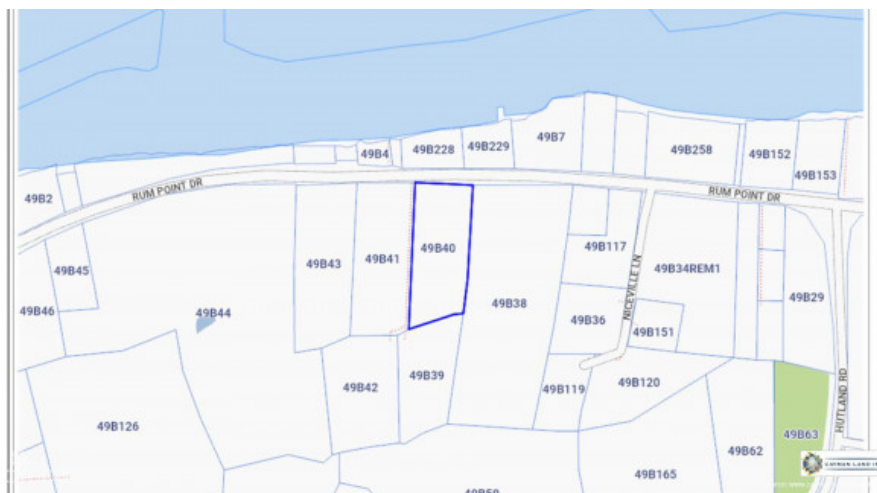 49B4
49B228
49B229
49B7
49B258
49B152
49B153
49B2
RUM POINT DR
RUM POINT DR
49B45
49B46
49B44
49B43
49B41
49B40
49B38
49B117
49B34REM1
49B29
NICEVILLE LN
49B36
49B151
49B42
49B39
49B119
49B120
49B126
49B62
49B63
HUTLAND RD
49B165
CAYMAN LAND